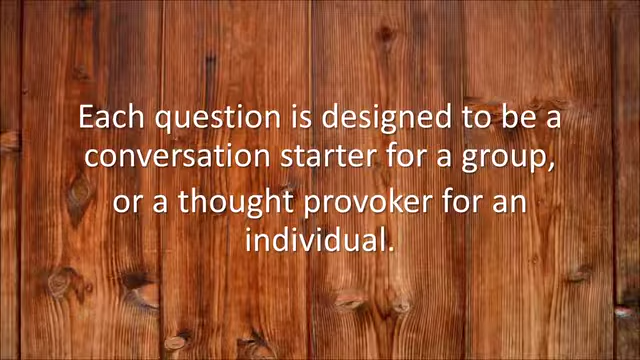 Each question is designed to be a
conversation starter for a group,
or a thought provoker for an
individual.